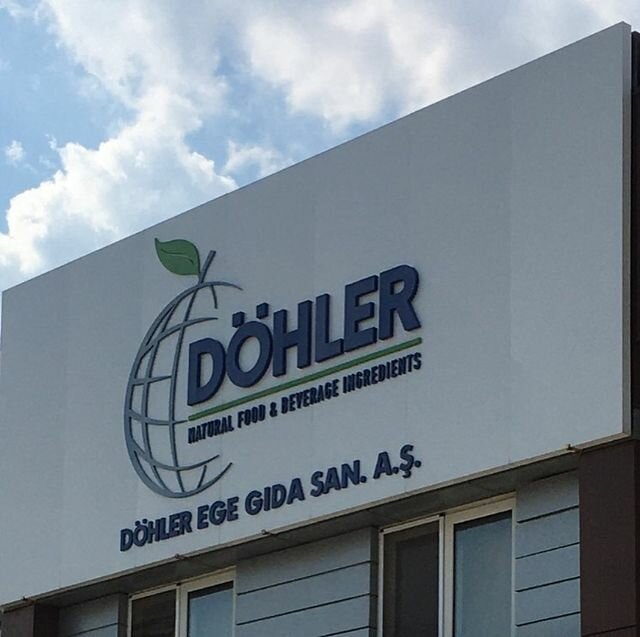 DÖHLER
NATURAL FOOD & BEVERAGE INGREDIENTS
DÖHLER EGE GIDA SAN. A.Ş.